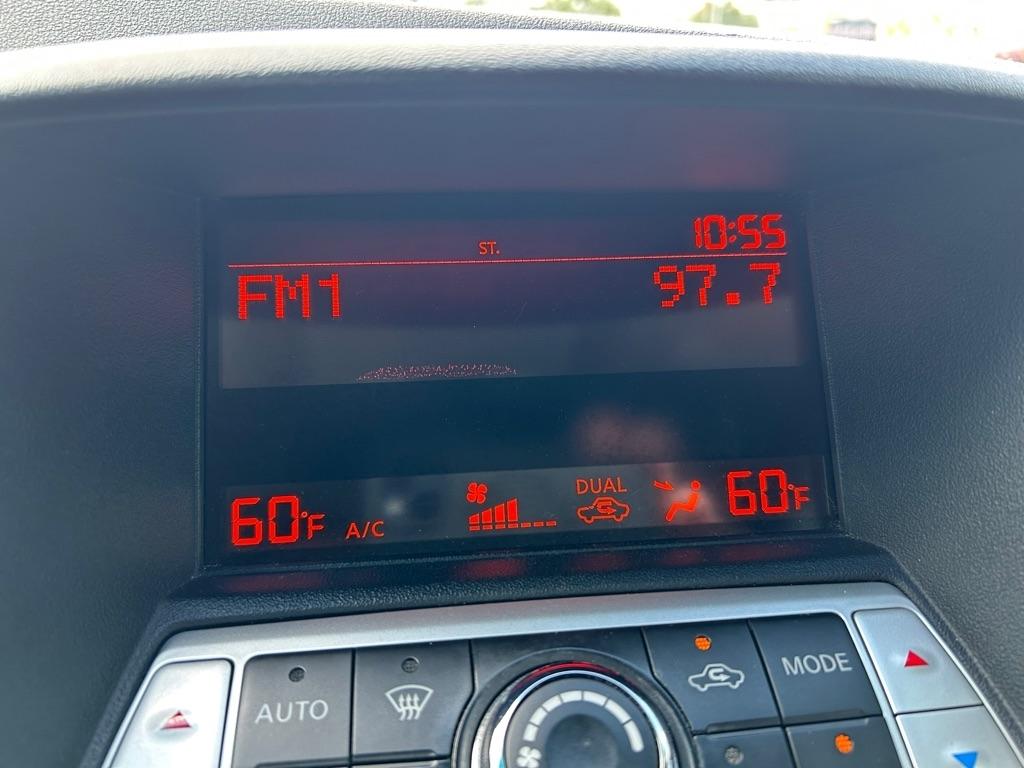 ST. 10:55
FM1 97.7
60°F A/C DUAL 60°F
AUTO MODE